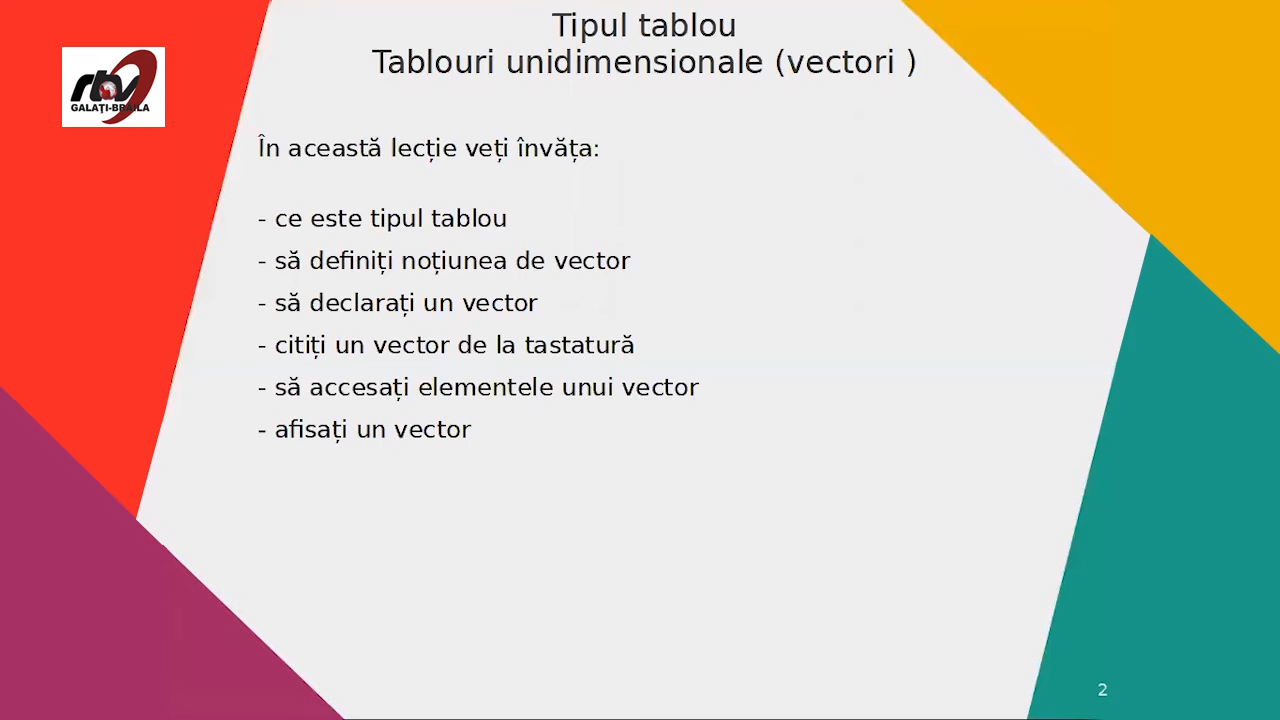 Tipul tablou
Tablouri unidimensionale (vectori )
rtv
GALAȚI-BRĂILA
În această lecție veți învăța:
- ce este tipul tablou
- să definiți noțiunea de vector
- să declarați un vector
- citiți un vector de la tastatură
- să accesați elementele unui vector
- afisați un vector
2